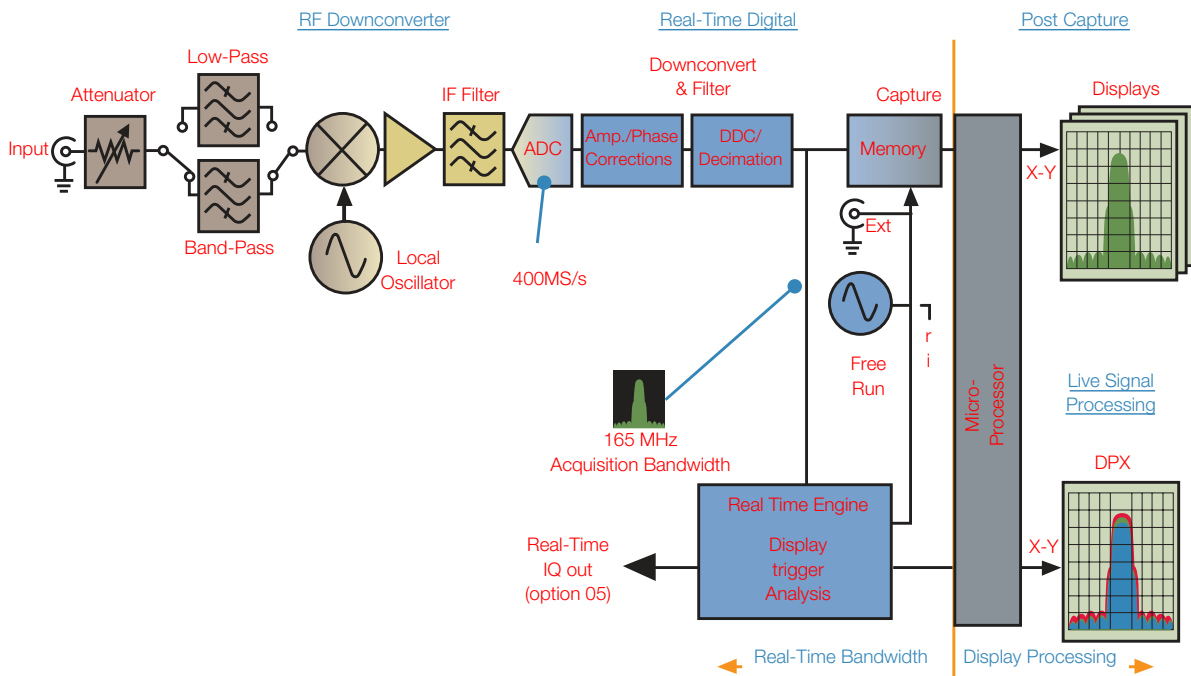 RF Downconverter
Real-Time Digital
Post Capture
Low-Pass
Downconvert
& Filter
Attenuator
IF Filter
Capture
Displays
Input
ADC
Amp./Phase
Corrections
DDC/
Decimation
Memory
X-Y
Ext
Band-Pass
Local
Oscillator
400MS/s
r
i
Free
Run
Micro-
Processor
Live Signal
Processing
165 MHz
Acquisition Bandwidth
DPX
Real Time Engine
Real-Time
IQ out
(option 05)
Display
trigger
Analysis
X-Y
Real-Time Bandwidth
Display Processing